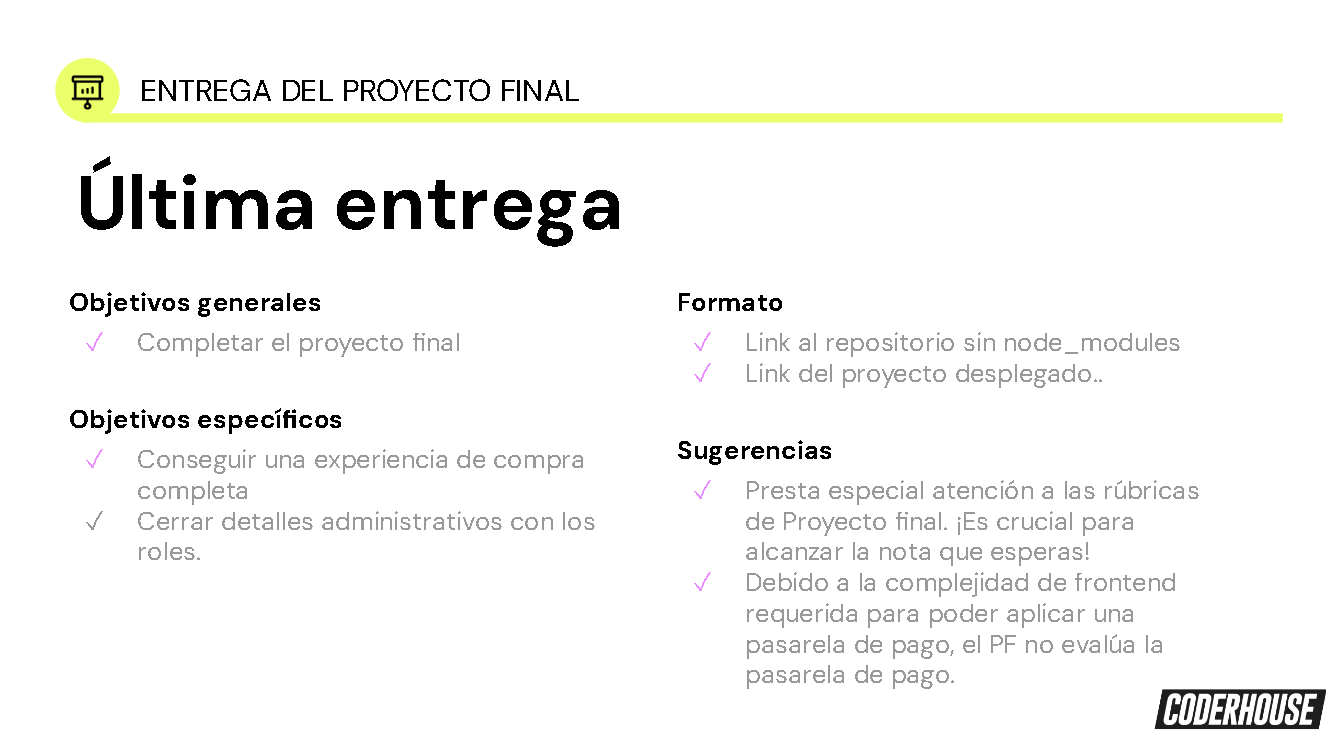 ENTREGA DEL PROYECTO FINAL
Última entrega
Objetivos generales
✓ Completar el proyecto final
Objetivos específicos
✓ Conseguir una experiencia de compra
completa
✓ Cerrar detalles administrativos con los
roles.
Formato
✓ Link al repositorio sin node_modules
✓ Link del proyecto desplegado..
Sugerencias
✓ Presta especial atención a las rúbricas
de Proyecto final. ¡Es crucial para
alcanzar la nota que esperas!
✓ Debido a la complejidad de frontend
requerida para poder aplicar una
pasarela de pago, el PF no evalúa la
pasarela de pago.
CODERHOUSE